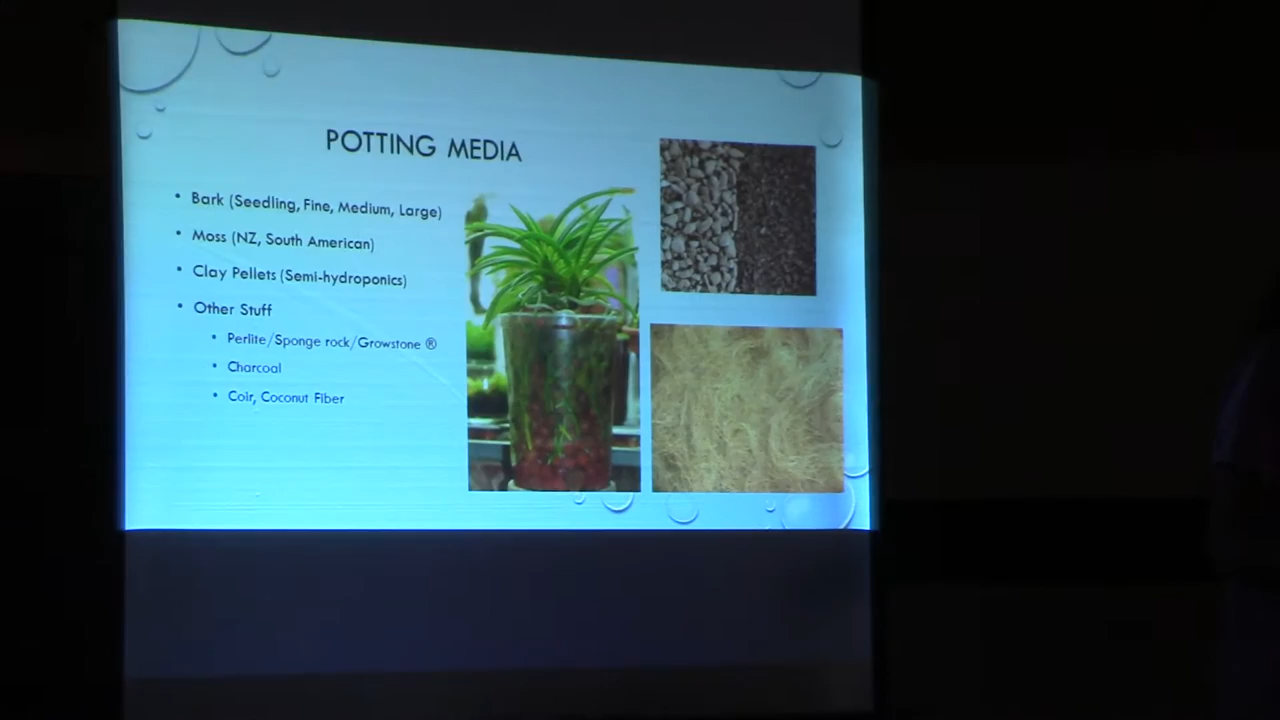 POTTING MEDIA
• Bark (Seedling, Fine, Medium, Large)
• Moss (NZ, South American)
• Clay Pellets (Semi-hydroponics)
• Other Stuff
• Perlite/Sponge rock/Growstone ®
• Charcoal
• Coir, Coconut Fiber